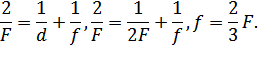 2/F = 1/d + 1/f, 2/F = 1/2F + 1/f, f = 2/3 F.